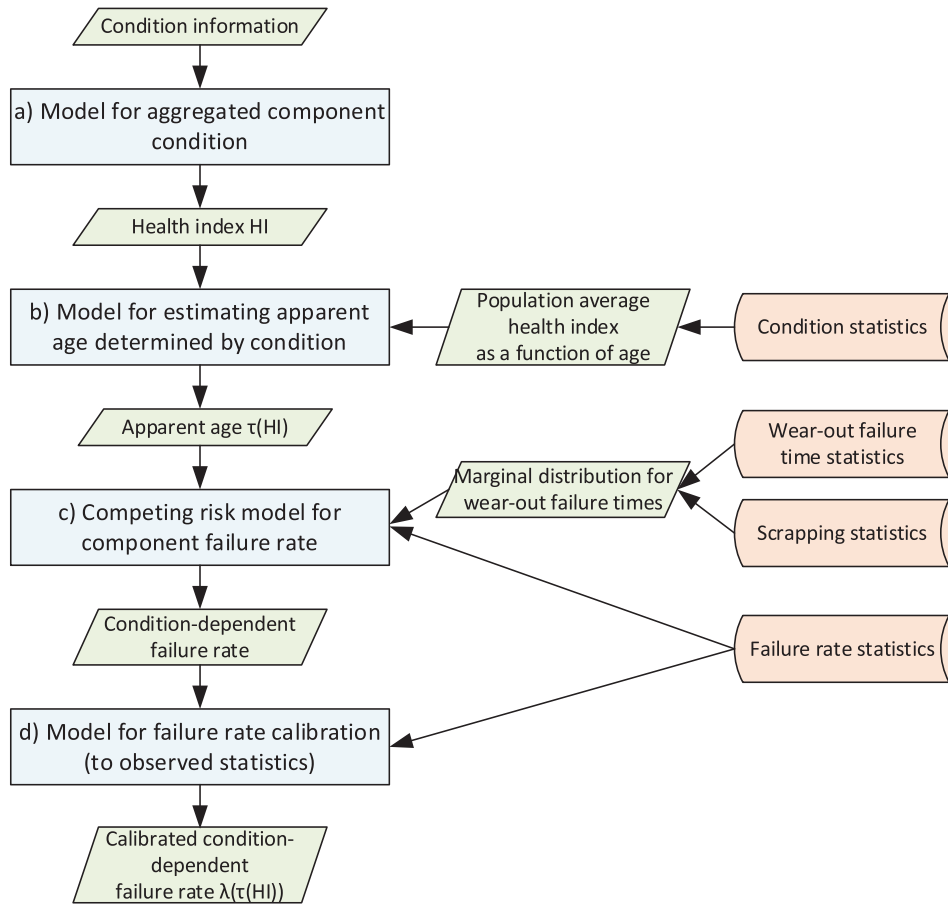 Condition information
a) Model for aggregated component
condition
Health index HI
b) Model for estimating apparent
age determined by condition
Population average
health index
as a function of age
Condition statistics
Apparent age τ(HI)
Wear-out failure
time statistics
c) Competing risk model for
component failure rate
Marginal distribution for
wear-out failure times
Scrapping statistics
Condition-dependent
failure rate
Failure rate statistics
d) Model for failure rate calibration
(to observed statistics)
Calibrated condition-
dependent
failure rate λ(τ(HI))